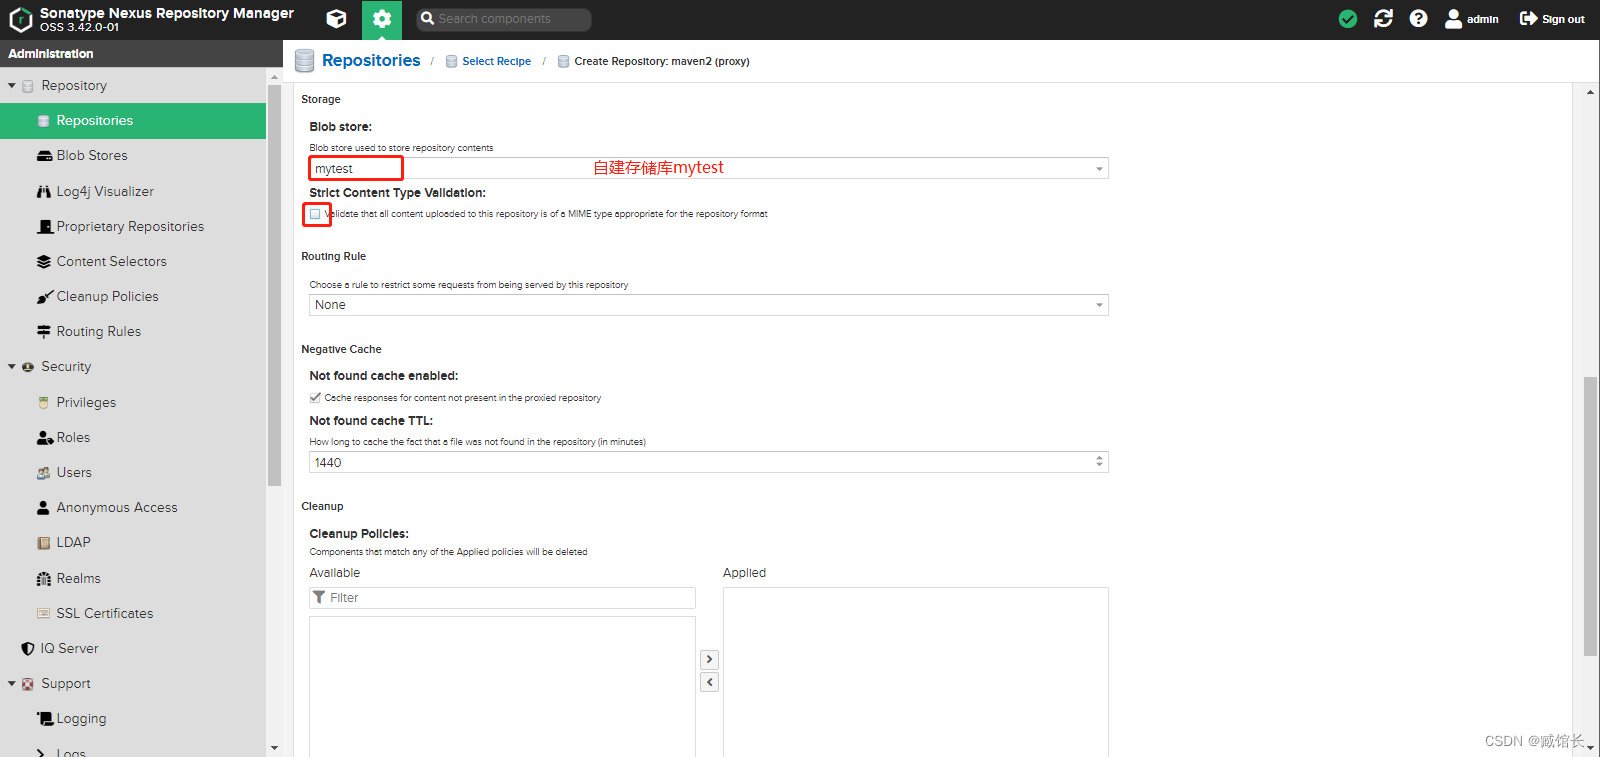 Sonatype Nexus Repository Manager
OSS 3.42.0-01
Search components
admin
Sign out
Administration
Repository
Repositories
Blob Stores
Log4j Visualizer
Proprietary Repositories
Content Selectors
Cleanup Policies
Routing Rules
Security
Privileges
Roles
Users
Anonymous Access
LDAP
Realms
SSL Certificates
IQ Server
Support
Logging
Logs
Repositories / Select Recipe / Create Repository: maven2 (proxy)
Storage
Blob store:
Blob store used to store repository contents
mytest
自建存储库mytest
Strict Content Type Validation:
Validate that all content uploaded to this repository is of a MIME type appropriate for the repository format
Routing Rule
Choose a rule to restrict some requests from being served by this repository
None
Negative Cache
Not found cache enabled:
Cache responses for content not present in the proxied repository
Not found cache TTL:
How long to cache the fact that a file was not found in the repository (in minutes)
1440
Cleanup
Cleanup Policies:
Components that match any of the Applied policies will be deleted
Available
Applied
Filter
CSDN @臧馆长